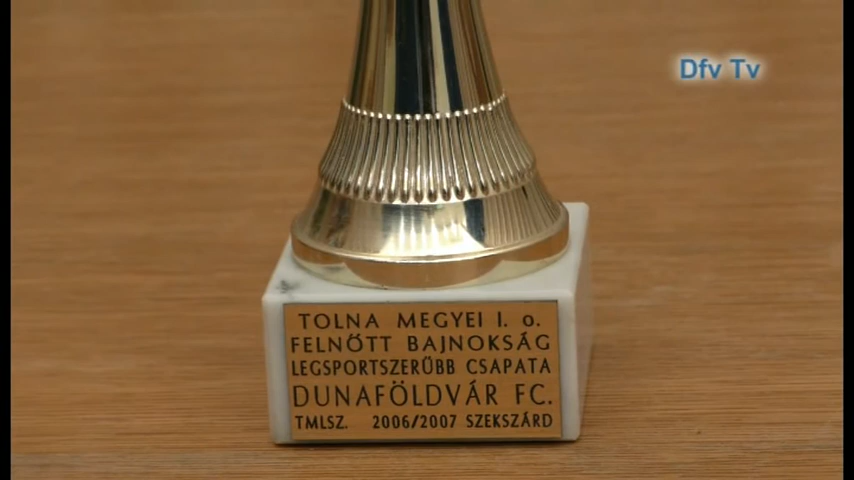 Dfv Tv
TOLNA MEGYEI I. o.
FELNŐTT BAJNOKSÁG
LEGSPORTSZERŰBB CSAPATA
DUNAFÖLDVÁR FC.
TMLSZ. 2006/2007 SZEKSZÁRD